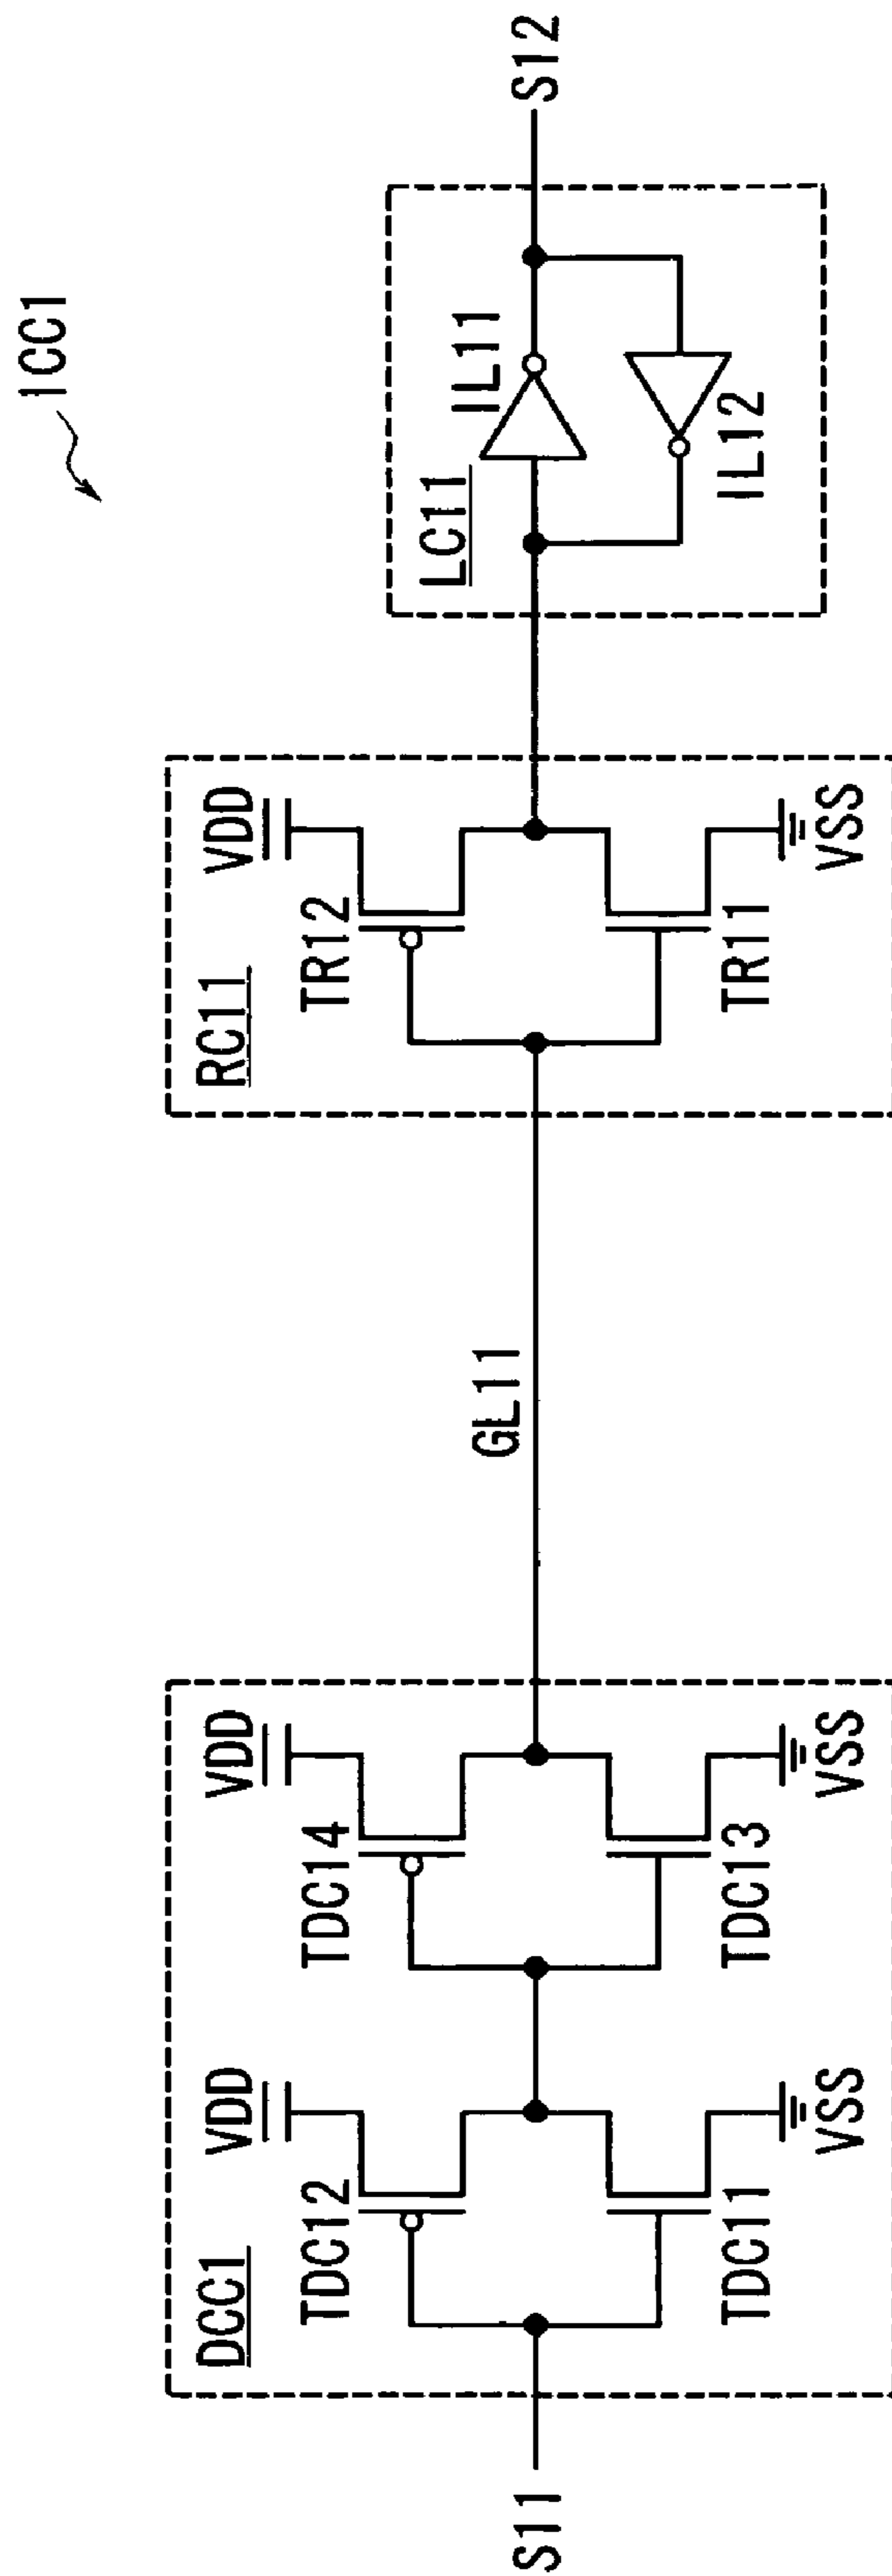 ICC1
DCC1
VDD
VDD
TDC12
TDC14
S11
TDC11
TDC13
VSS
VSS
GL11
RC11
VDD
TR12
TR11
VSS
LC11
IL11
IL12
S12